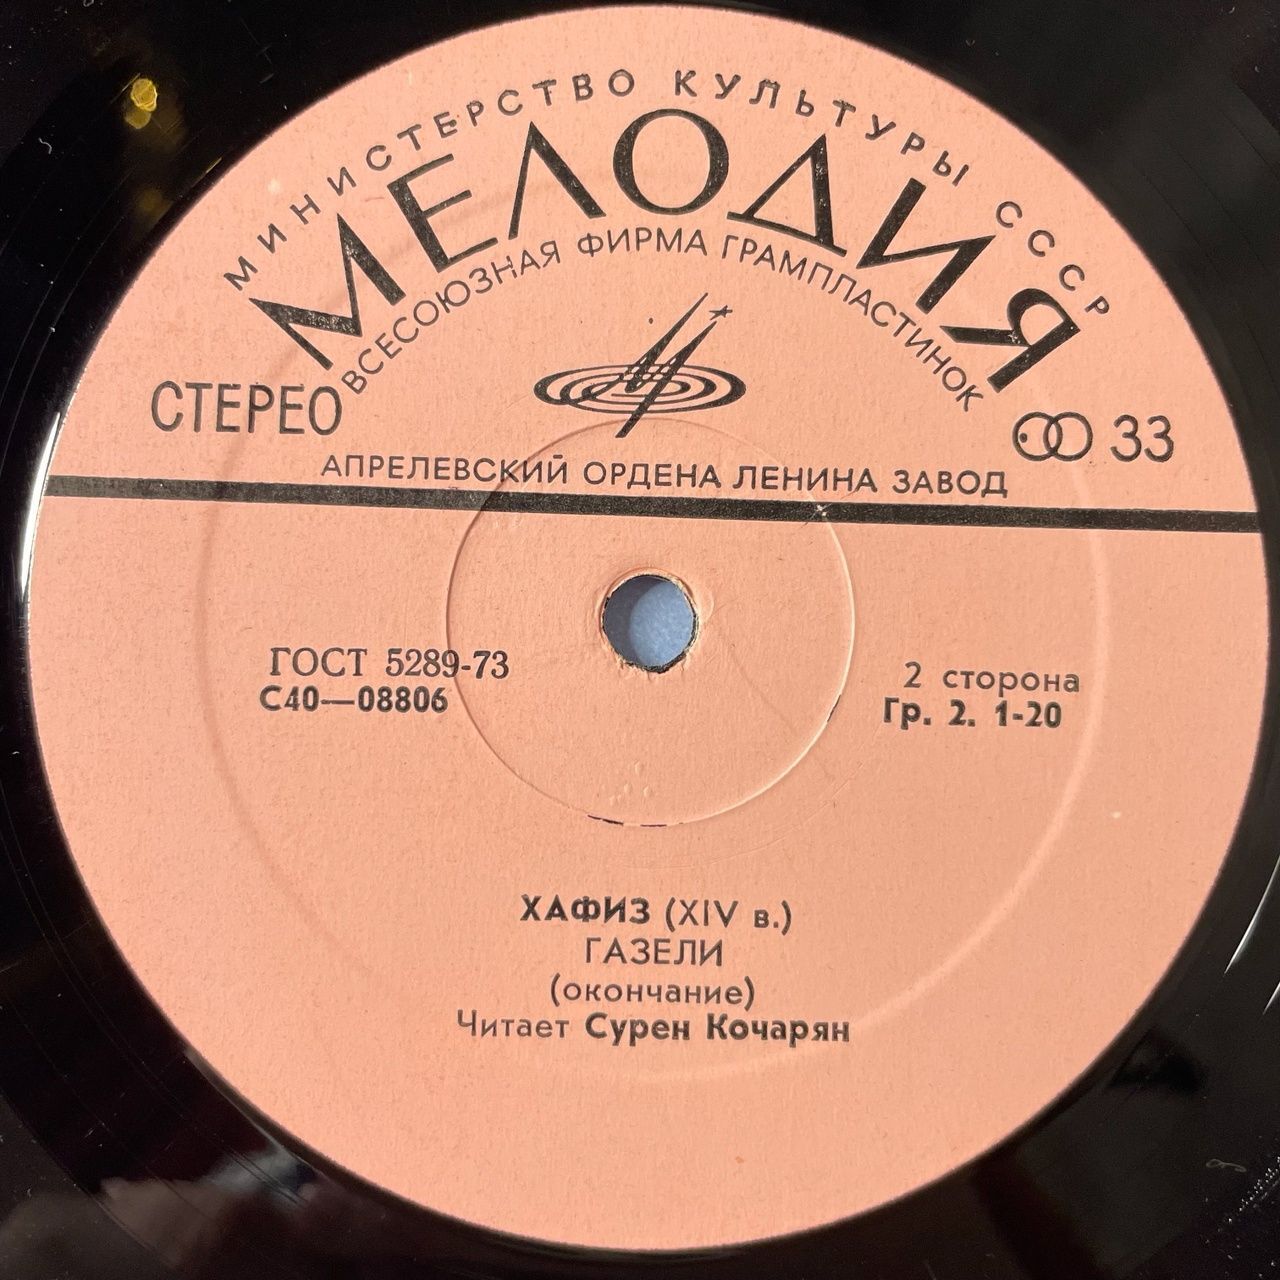 МИНИСТЕРСТВО КУЛЬТУРЫ СССР
МЕЛОДИЯ
ВСЕСОЮЗНАЯ ФИРМА ГРАМПЛАСТИНОК
СТЕРЕО
33
АПРЕЛЕВСКИЙ ОРДЕНА ЛЕНИНА ЗАВОД
ГОСТ 5289-73
С40—08806
2 сторона
Гр. 2. 1-20
ХАФИЗ (XIV в.)
ГАЗЕЛИ
(окончание)
Читает Сурен Кочарян